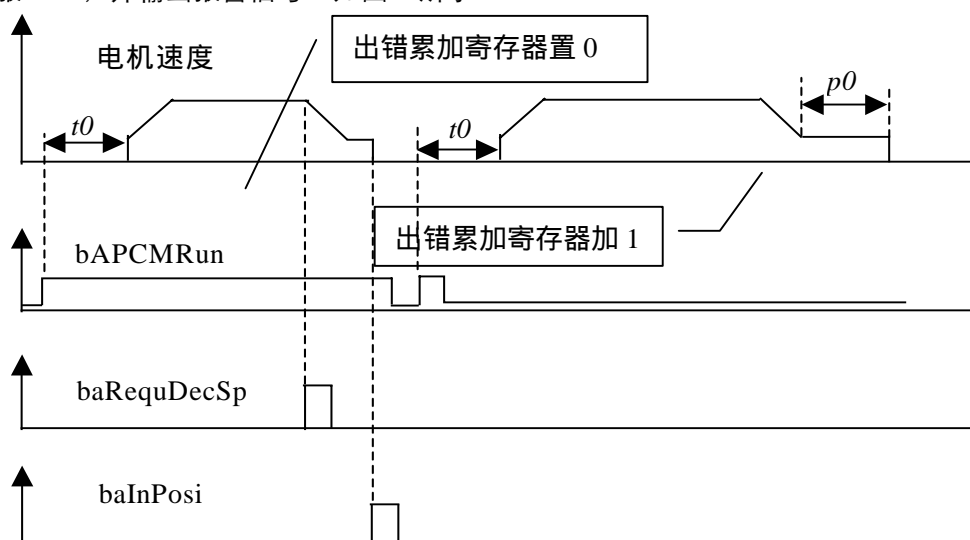 电机速度
出错累加寄存器置 0
p0
t0
t0
出错累加寄存器加 1
bAPCMRun
baRequDecSp
baInPosi